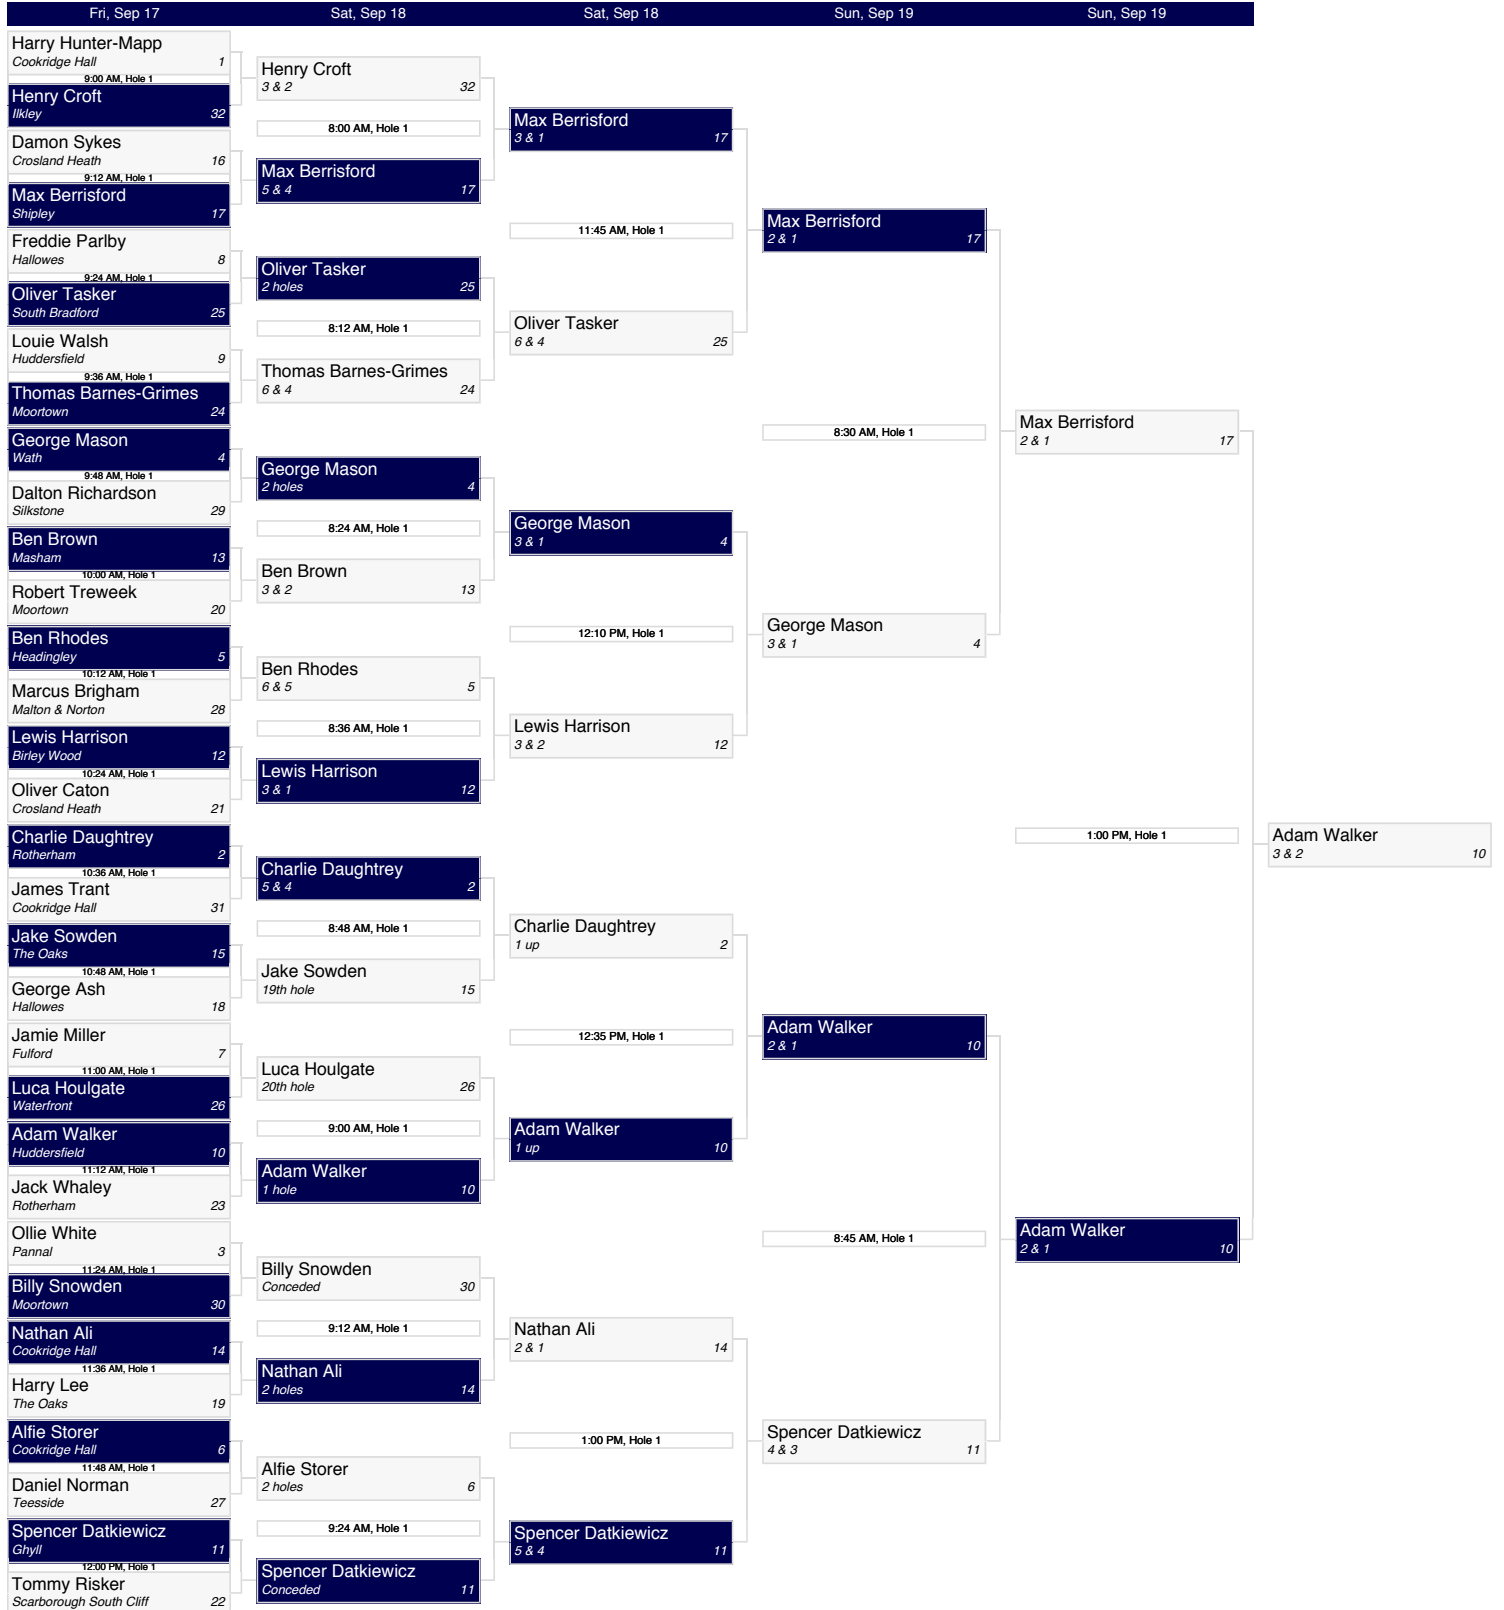 Fri, Sep 17
Sat, Sep 18
Sat, Sep 18
Sun, Sep 19
Sun, Sep 19
Harry Hunter-Mapp
Cookridge Hall 1
9:00 AM, Hole 1
Henry Croft
Ilkley 32
Damon Sykes
Crosland Heath 16
9:12 AM, Hole 1
Max Berrisford
Shipley 17
Freddie Parlby
Hallowes 8
9:24 AM, Hole 1
Oliver Tasker
South Bradford 25
Louie Walsh
Huddersfield 9
9:36 AM, Hole 1
Thomas Barnes-Grimes
Moortown 24
George Mason
Wath 4
9:48 AM, Hole 1
Dalton Richardson
Silkstone 29
Ben Brown
Masham 13
10:00 AM, Hole 1
Robert Treweek
Moortown 20
Ben Rhodes
Headingley 5
10:12 AM, Hole 1
Marcus Brigham
Malton & Norton 28
Lewis Harrison
Birley Wood 12
10:24 AM, Hole 1
Oliver Caton
Crosland Heath 21
Charlie Daughtrey
Rotherham 2
10:36 AM, Hole 1
James Trant
Cookridge Hall 31
Jake Sowden
The Oaks 15
10:48 AM, Hole 1
George Ash
Hallowes 18
Jamie Miller
Fulford 7
11:00 AM, Hole 1
Luca Houlgate
Waterfront 26
Adam Walker
Huddersfield 10
11:12 AM, Hole 1
Jack Whaley
Rotherham 23
Ollie White
Pannal 3
11:24 AM, Hole 1
Billy Snowden
Moortown 30
Nathan Ali
Cookridge Hall 14
11:36 AM, Hole 1
Harry Lee
The Oaks 19
Alfie Storer
Cookridge Hall 6
11:48 AM, Hole 1
Daniel Norman
Teesside 27
Spencer Datkiewicz
Ghyll 11
12:00 PM, Hole 1
Tommy Risker
Scarborough South Cliff 22
Henry Croft
3 & 2 32
8:00 AM, Hole 1
Max Berrisford
5 & 4 17
Oliver Tasker
2 holes 25
8:12 AM, Hole 1
Thomas Barnes-Grimes
6 & 4 24
George Mason
2 holes 4
8:24 AM, Hole 1
Ben Brown
3 & 2 13
Ben Rhodes
6 & 5 5
8:36 AM, Hole 1
Lewis Harrison
3 & 1 12
Charlie Daughtrey
5 & 4 2
8:48 AM, Hole 1
Jake Sowden
19th hole 15
Luca Houlgate
20th hole 26
9:00 AM, Hole 1
Adam Walker
1 hole 10
Billy Snowden
Conceded 30
9:12 AM, Hole 1
Nathan Ali
2 holes 14
Alfie Storer
2 holes 6
9:24 AM, Hole 1
Spencer Datkiewicz
Conceded 11
Max Berrisford
3 & 1 17
11:45 AM, Hole 1
Oliver Tasker
6 & 4 25
George Mason
3 & 1 4
12:10 PM, Hole 1
Lewis Harrison
3 & 2 12
Charlie Daughtrey
1 up 2
12:35 PM, Hole 1
Adam Walker
1 up 10
Nathan Ali
2 & 1 14
1:00 PM, Hole 1
Spencer Datkiewicz
5 & 4 11
Max Berrisford
2 & 1 17
8:30 AM, Hole 1
George Mason
3 & 1 4
Adam Walker
2 & 1 10
8:45 AM, Hole 1
Spencer Datkiewicz
4 & 3 11
Max Berrisford
2 & 1 17
1:00 PM, Hole 1
Adam Walker
2 & 1 10
Adam Walker
3 & 2 10